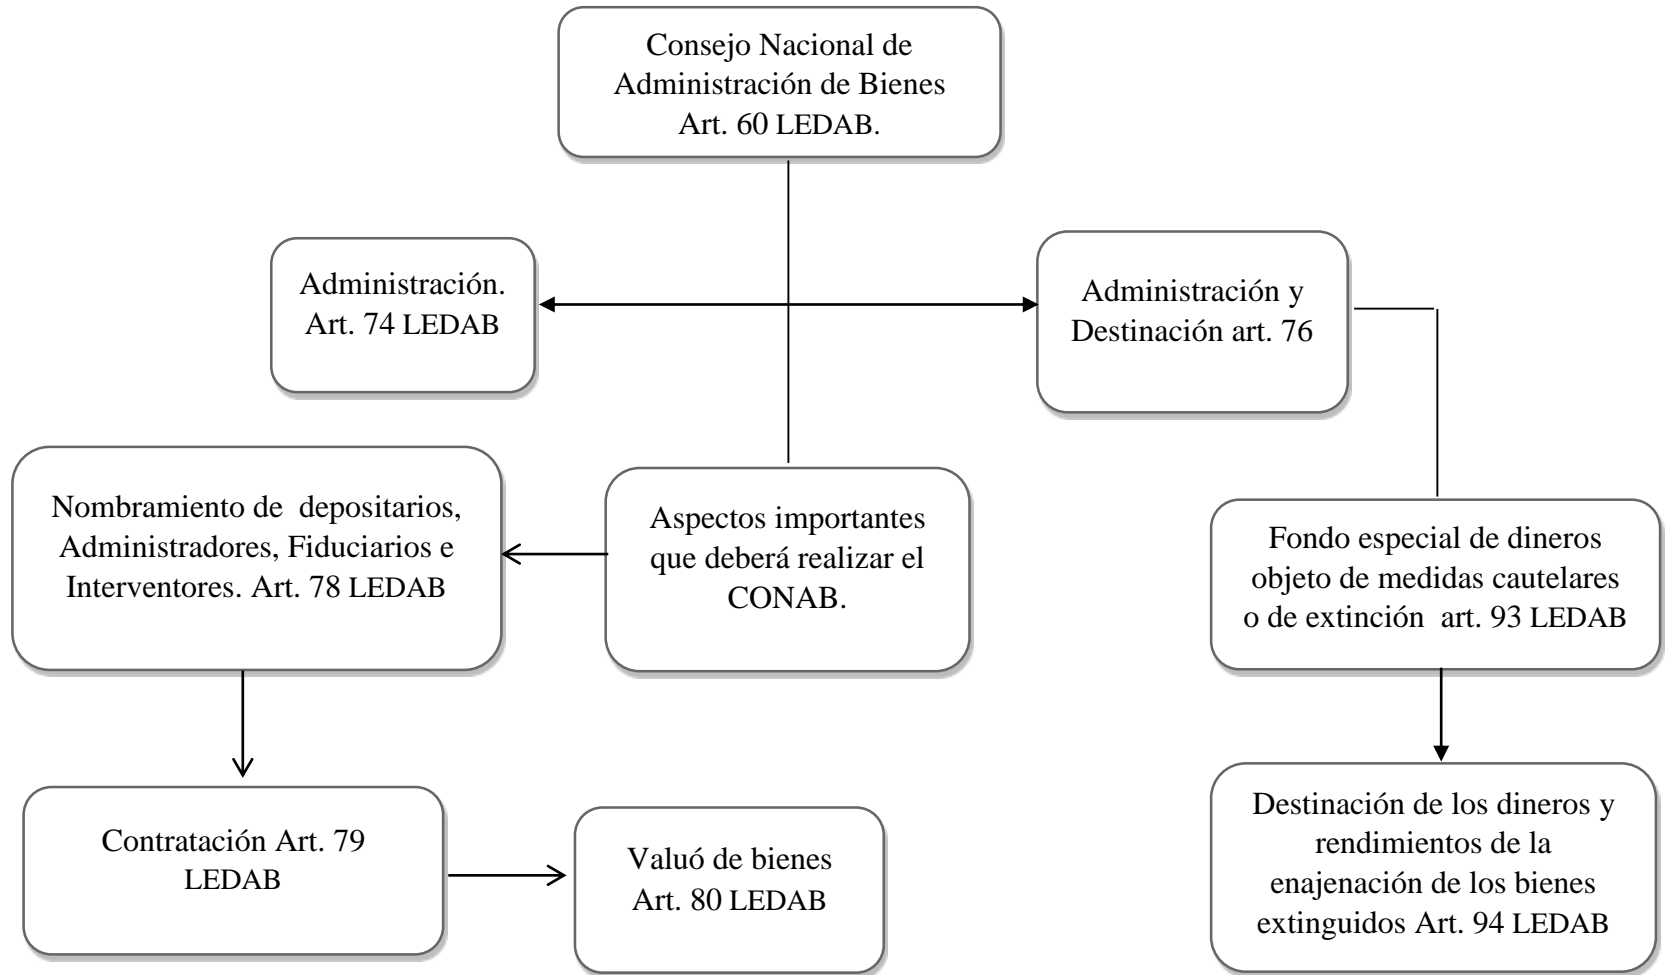 Consejo Nacional de
Administración de Bienes
Art. 60 LEDAB.
Administración.
Art. 74 LEDAB
Administración y
Destinación art. 76
Nombramiento de  depositarios,
Administradores, Fiduciarios e
Interventores. Art. 78 LEDAB
Aspectos importantes
que deberá realizar el
CONAB.
Fondo especial de dineros
objeto de medidas cautelares
o de extinción  art. 93 LEDAB
Contratación Art. 79
LEDAB
Valuó de bienes
Art. 80 LEDAB
Destinación de los dineros y
rendimientos de la
enajenación de los bienes
extinguidos Art. 94 LEDAB